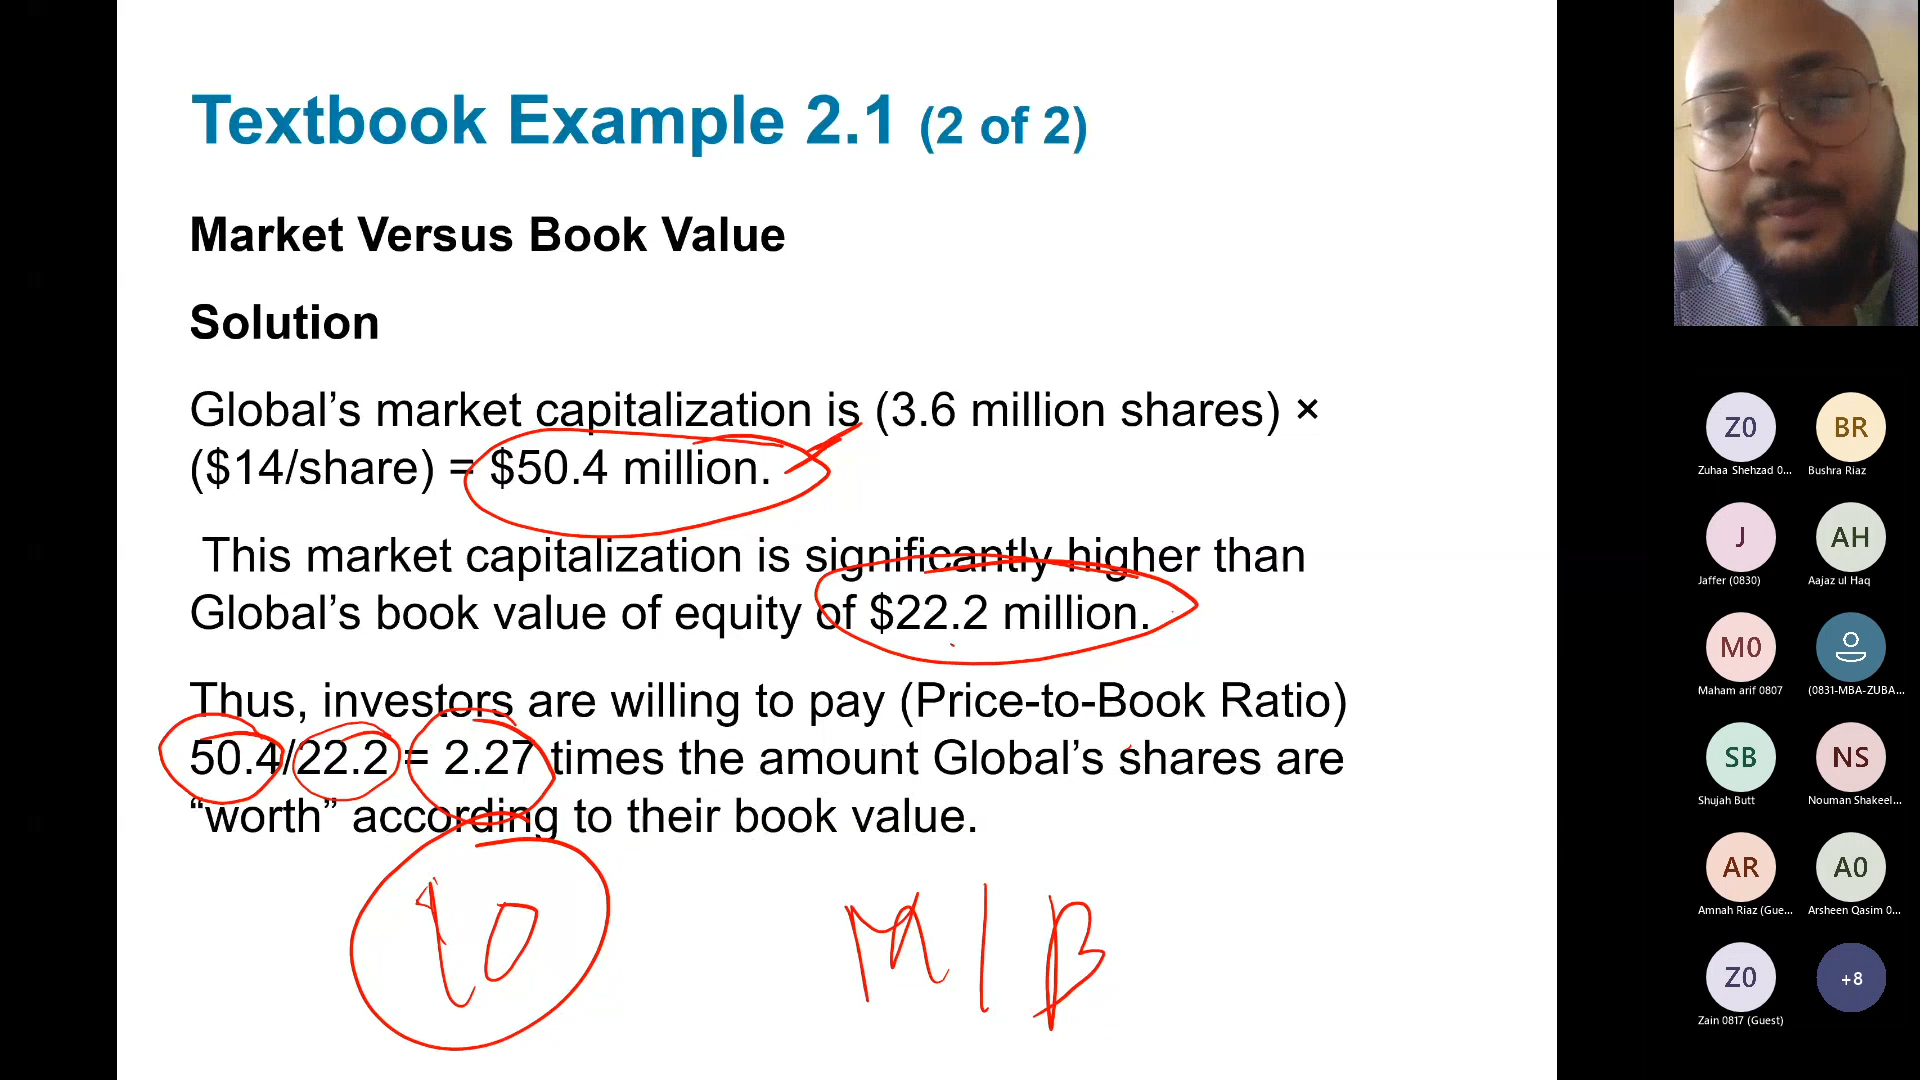 Textbook Example 2.1 (2 of 2)
Market Versus Book Value
Solution
Global’s market capitalization is (3.6 million shares) ×
($14/share) = $50.4 million.
This market capitalization is significantly higher than
Global’s book value of equity of $22.2 million.
Thus, investors are willing to pay (Price-to-Book Ratio)
50.4/22.2 = 2.27 times the amount Global’s shares are
“worth” according to their book value.
10
M/B
Z0
BR
Zuhaa Shehzad 0...
Bushra Riaz
J
AH
Jaffer (0830)
Aajaz ul Haq
M0
Maham arif 0807
(0831-MBA-ZUBA...
SB
NS
Shujah Butt
Nouman Shakeel...
AR
A0
Amnah Riaz (Gue...
Arsheen Qasim 0...
Z0
+8
Zain 0817 (Guest)